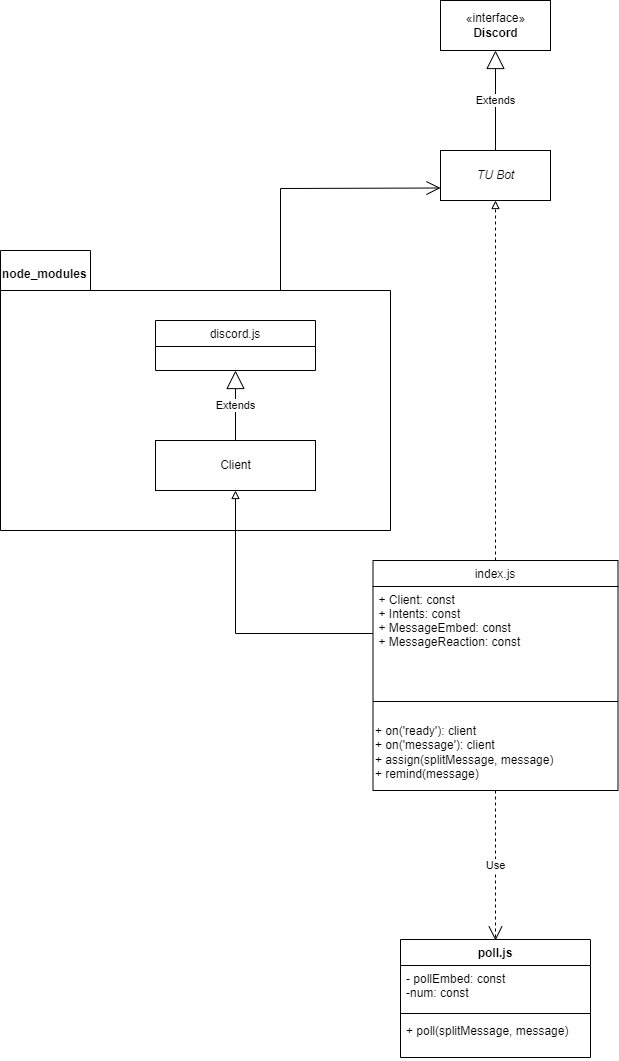 «interface»
Discord
Extends
TU Bot
node_modules
discord.js
Extends
Client
index.js
+ Client: const
+ Intents: const
+ MessageEmbed: const
+ MessageReaction: const
+ on('ready'): client
+ on('message'): client
+ assign(splitMessage, message)
+ remind(message)
Use
poll.js
- pollEmbed: const
-num: const
+ poll(splitMessage, message)